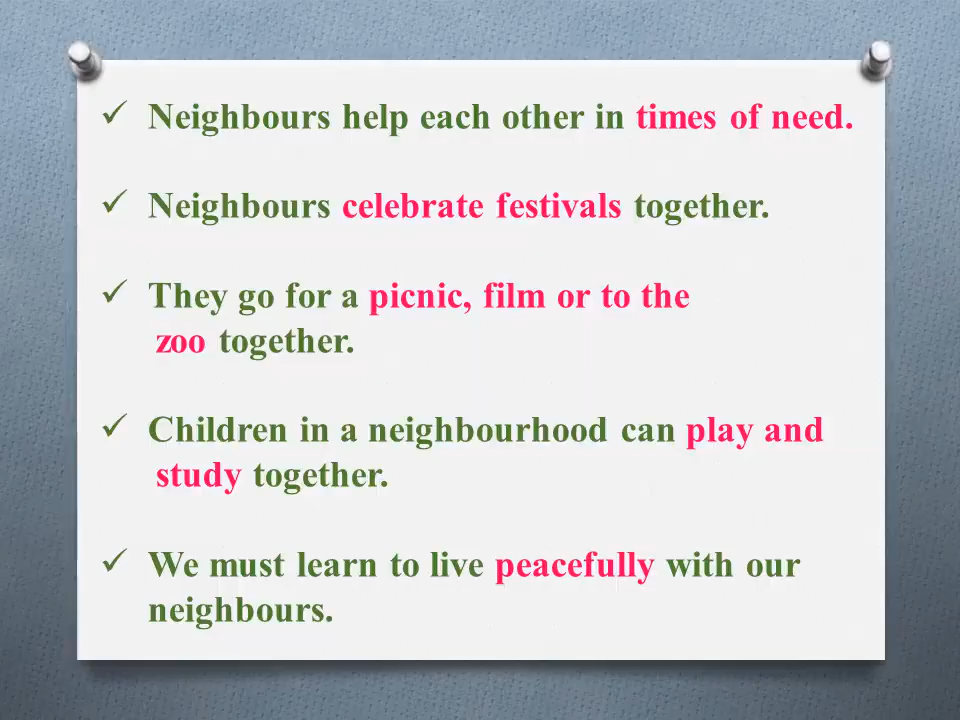 ✓ Neighbours help each other in times of need.
✓ Neighbours celebrate festivals together.
✓ They go for a picnic, film or to the
zoo together.
✓ Children in a neighbourhood can play and
study together.
✓ We must learn to live peacefully with our
neighbours.